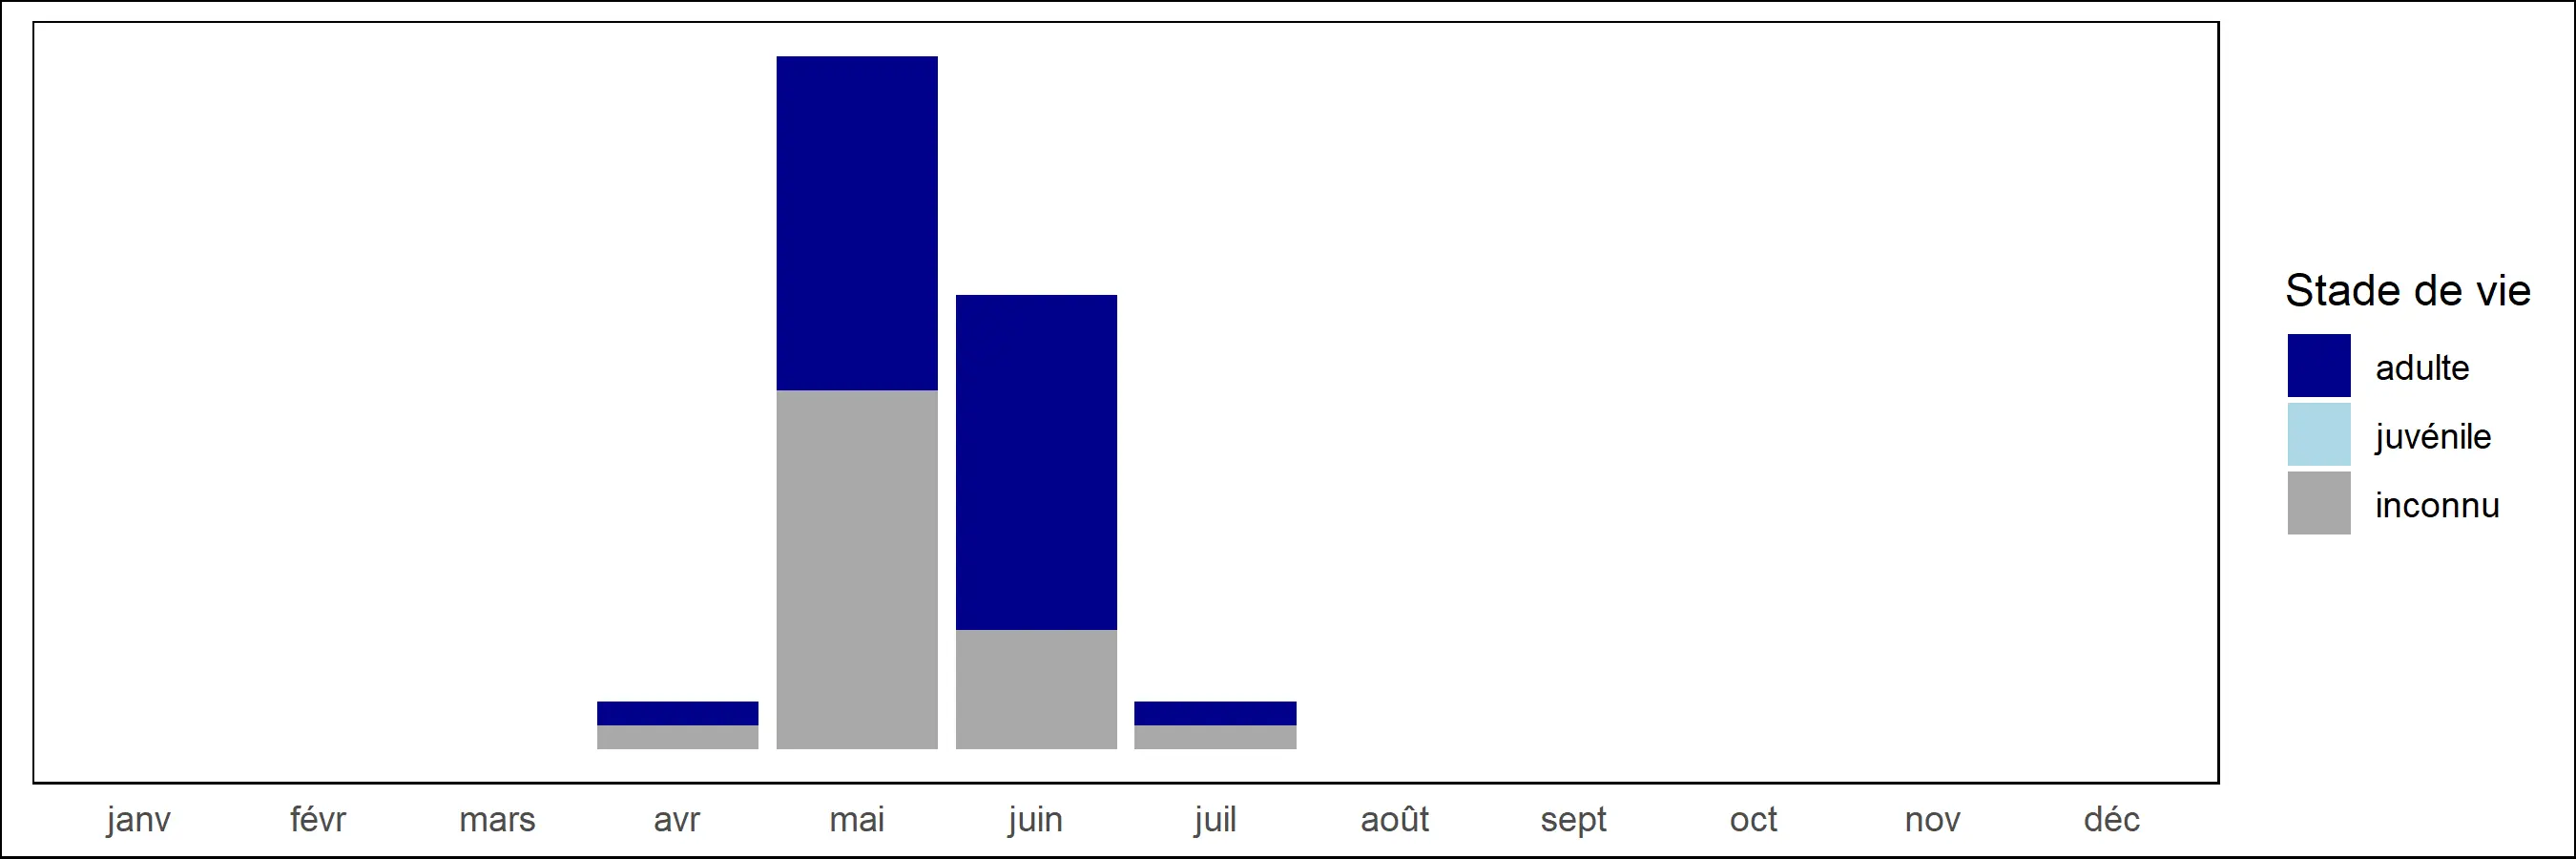 Stade de vie
adulte
juvénile
inconnu
janv févr mars avr mai juin juil août sept oct nov déc